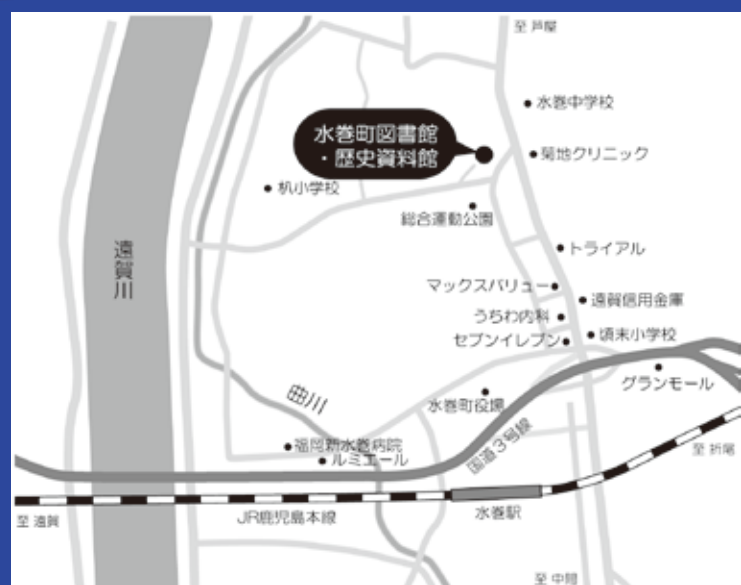 至 芦屋
水巻中学校
水巻町図書館
・歴史資料館
菊地クリニック
机小学校
総合運動公園
遠賀川
トライアル
マックスバリュー
遠賀信用金庫
うちわ内科
頃末小学校
セブンイレブン
グランモール
曲川
水巻町役場
国道3号線
福岡新水巻病院
ルミエール
至 折尾
至 遠賀
JR鹿児島本線
水巻駅
至 中間